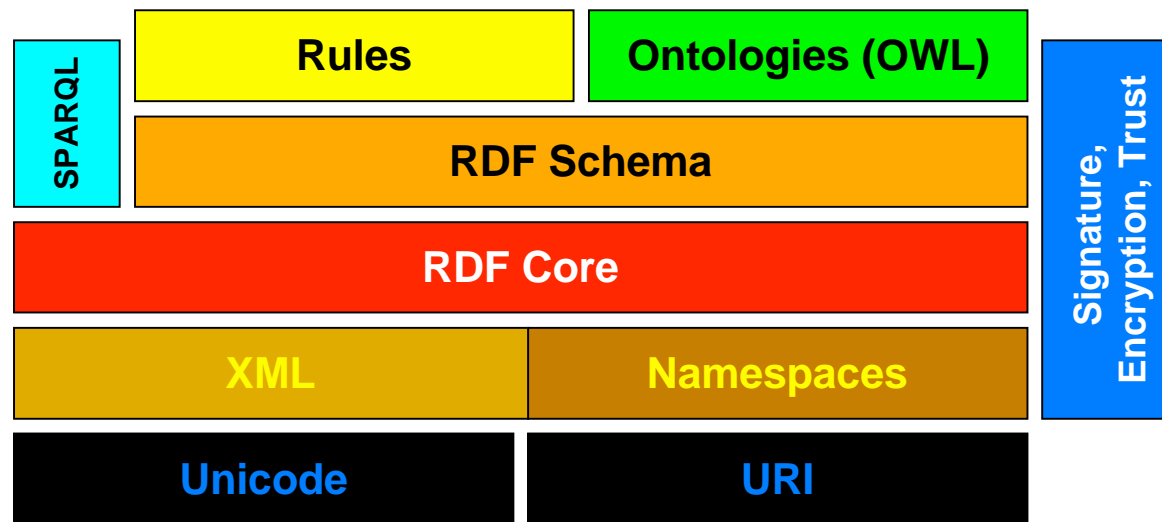 Rules
Ontologies (OWL)
SPARQL
RDF Schema
RDF Core
XML
Namespaces
Unicode
URI
Signature,
Encryption, Trust